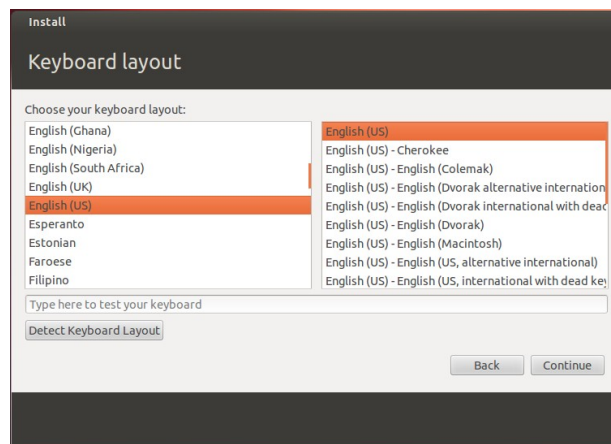 Install
Keyboard layout
Choose your keyboard layout:
English (Ghana)
English (Nigeria)
English (South Africa)
English (UK)
English (US)
Esperanto
Estonian
Faroese
Filipino
English (US)
English (US) - Cherokee
English (US) - English (Colemak)
English (US) - English (Dvorak alternative internation
English (US) - English (Dvorak international with dead
English (US) - English (Dvorak)
English (US) - English (Macintosh)
English (US) - English (US, alternative international)
English (US) - English (US, international with dead key
Type here to test your keyboard
Detect Keyboard Layout
Back
Continue